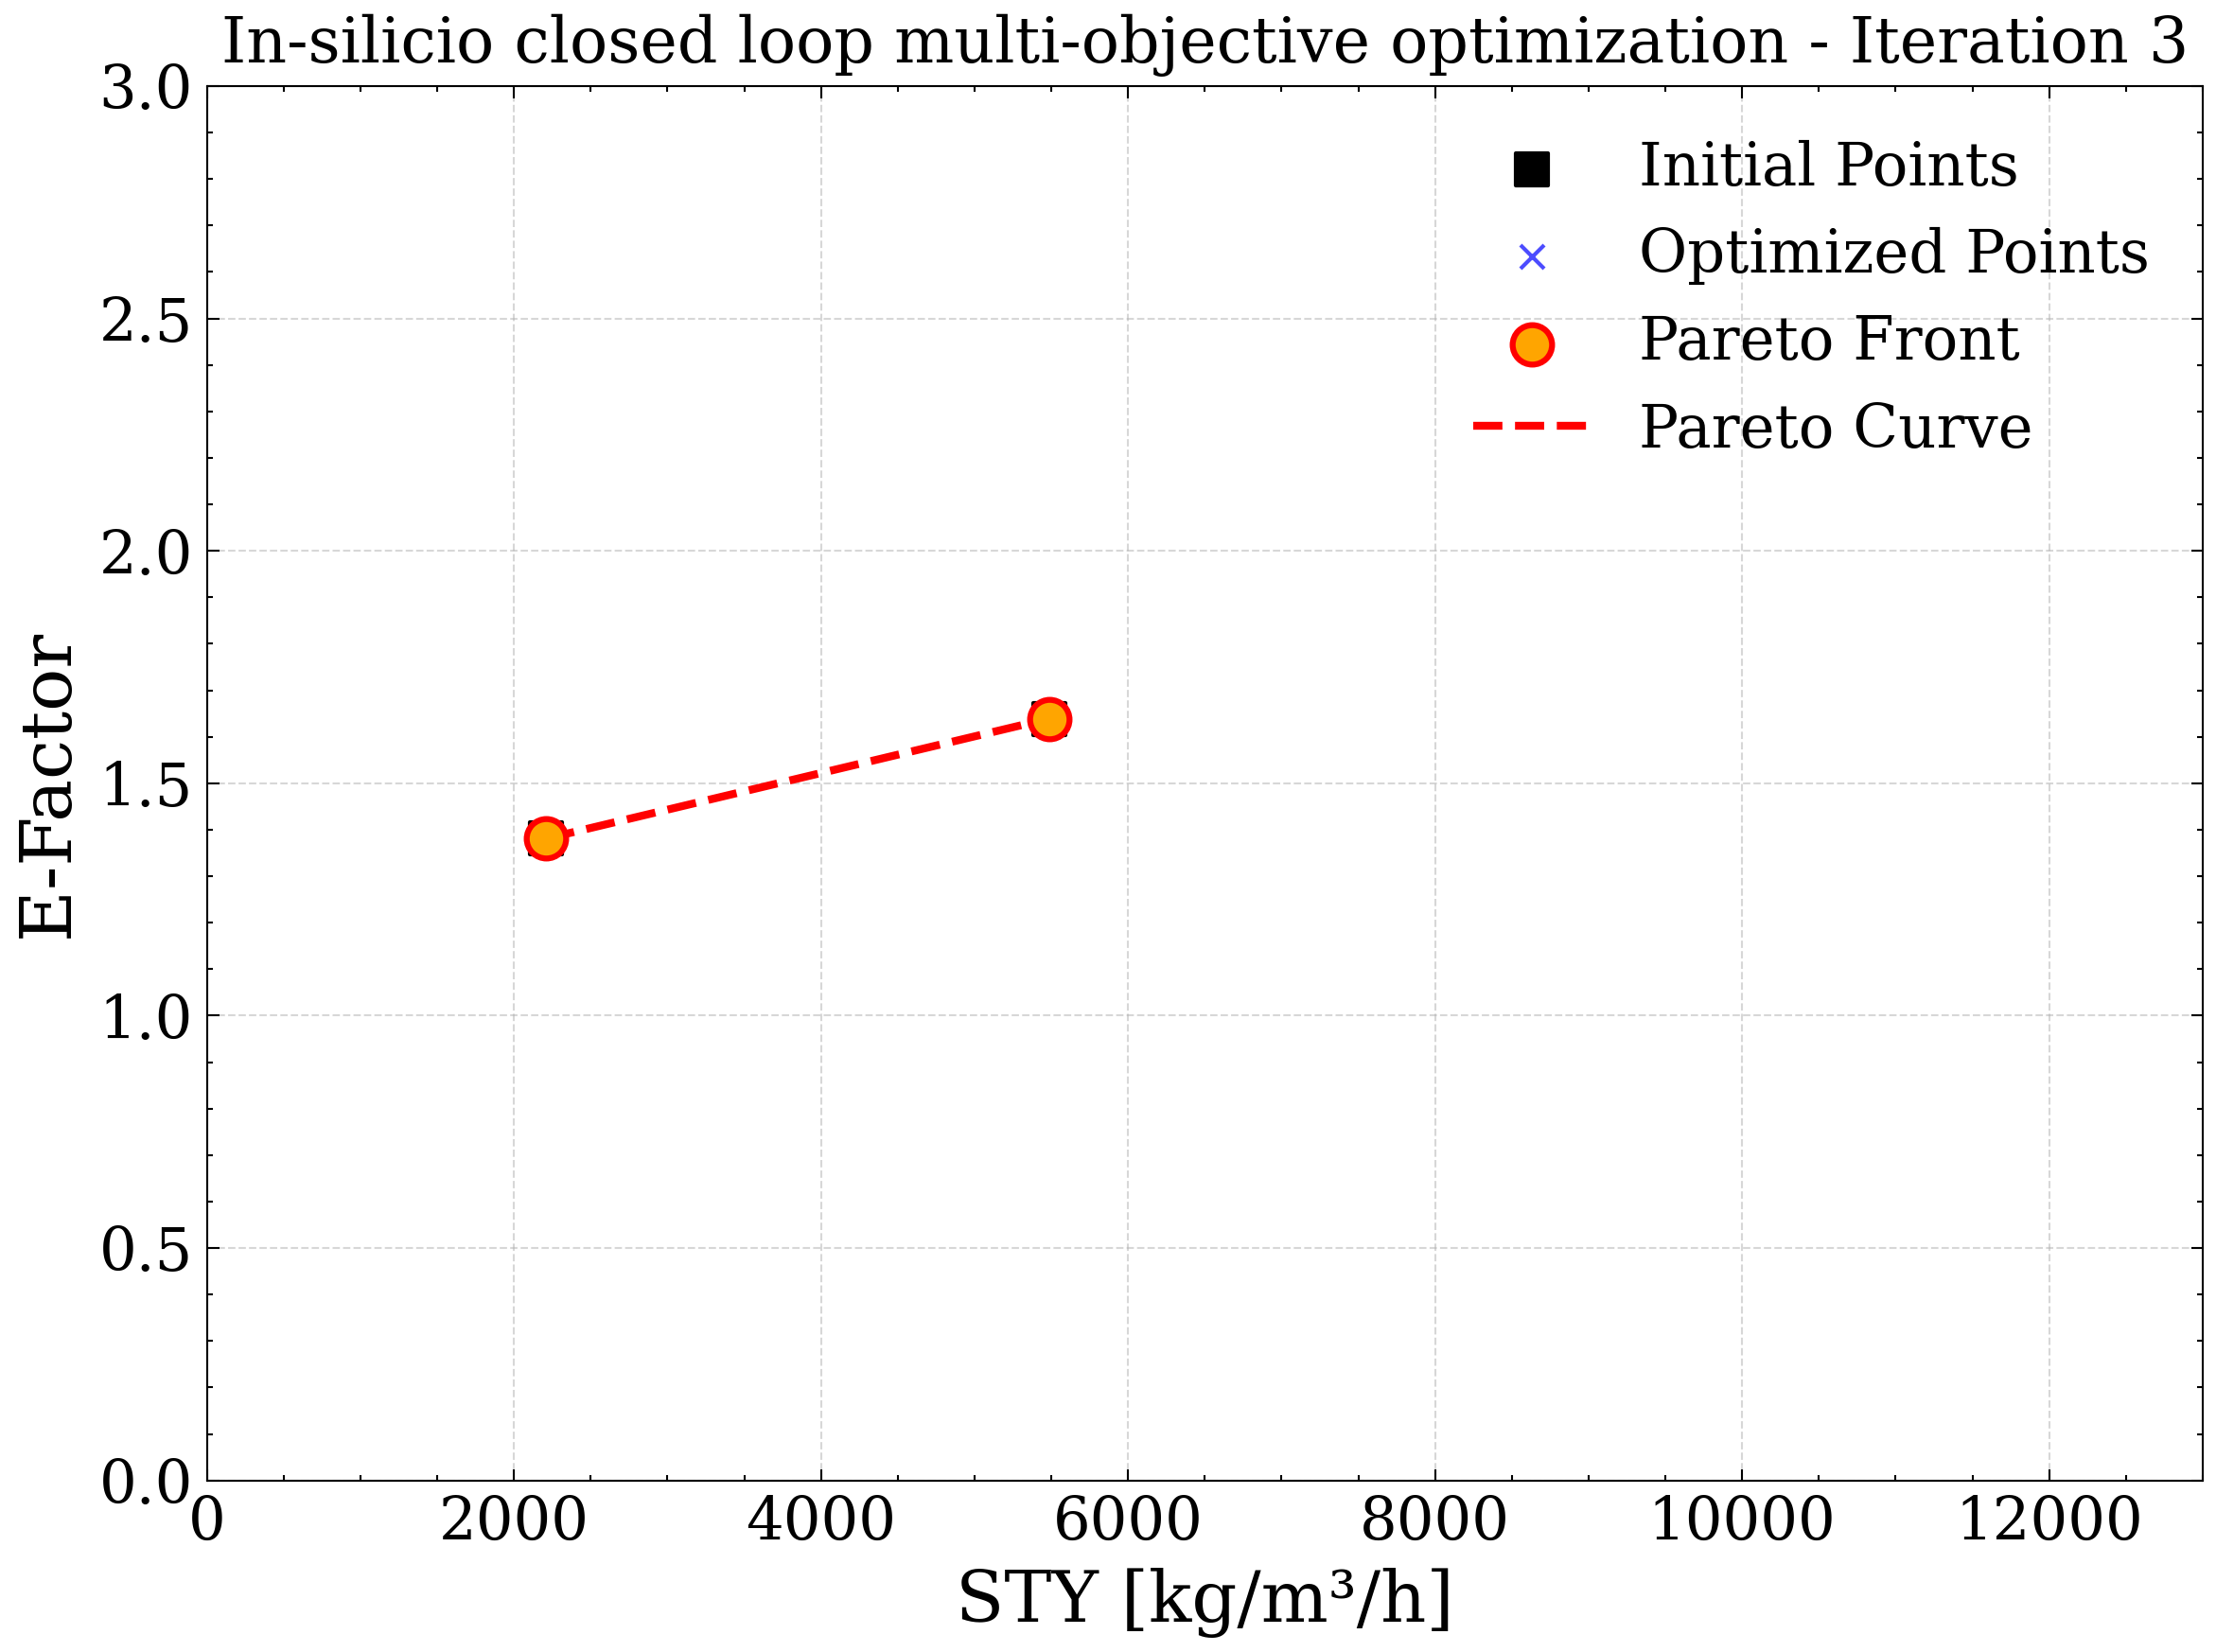 In-silicio closed loop multi-objective optimization - Iteration 3
3.0
2.5
2.0
1.5
1.0
0.5
0.0
E-Factor
Initial Points
Optimized Points
Pareto Front
Pareto Curve
0 2000 4000 6000 8000 10000 12000
STY [kg/m³/h]